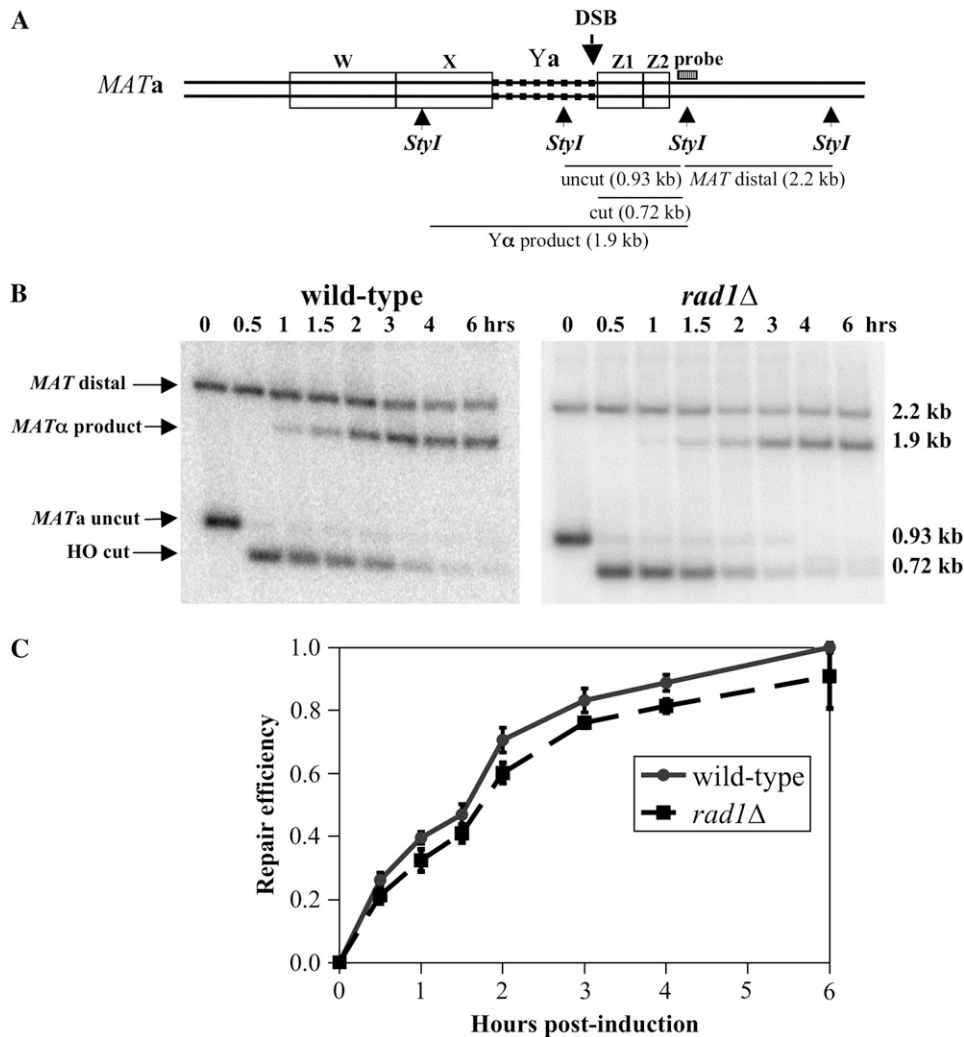 A
DSB
W X Ya Z1 Z2 probe
MATa
StyI StyI StyI StyI
uncut (0.93 kb) MAT distal (2.2 kb)
cut (0.72 kb)
Yα product (1.9 kb)
B
wild-type
0 0.5 1 1.5 2 3 4 6 hrs
MAT distal
MATα product
MATa uncut
HO cut
rad1Δ
0 0.5 1 1.5 2 3 4 6 hrs
2.2 kb
1.9 kb
0.93 kb
0.72 kb
C
Repair efficiency
1.0
0.8
0.6
0.4
0.2
0.0
wild-type
rad1Δ
0 1 2 3 4 5 6
Hours post-induction